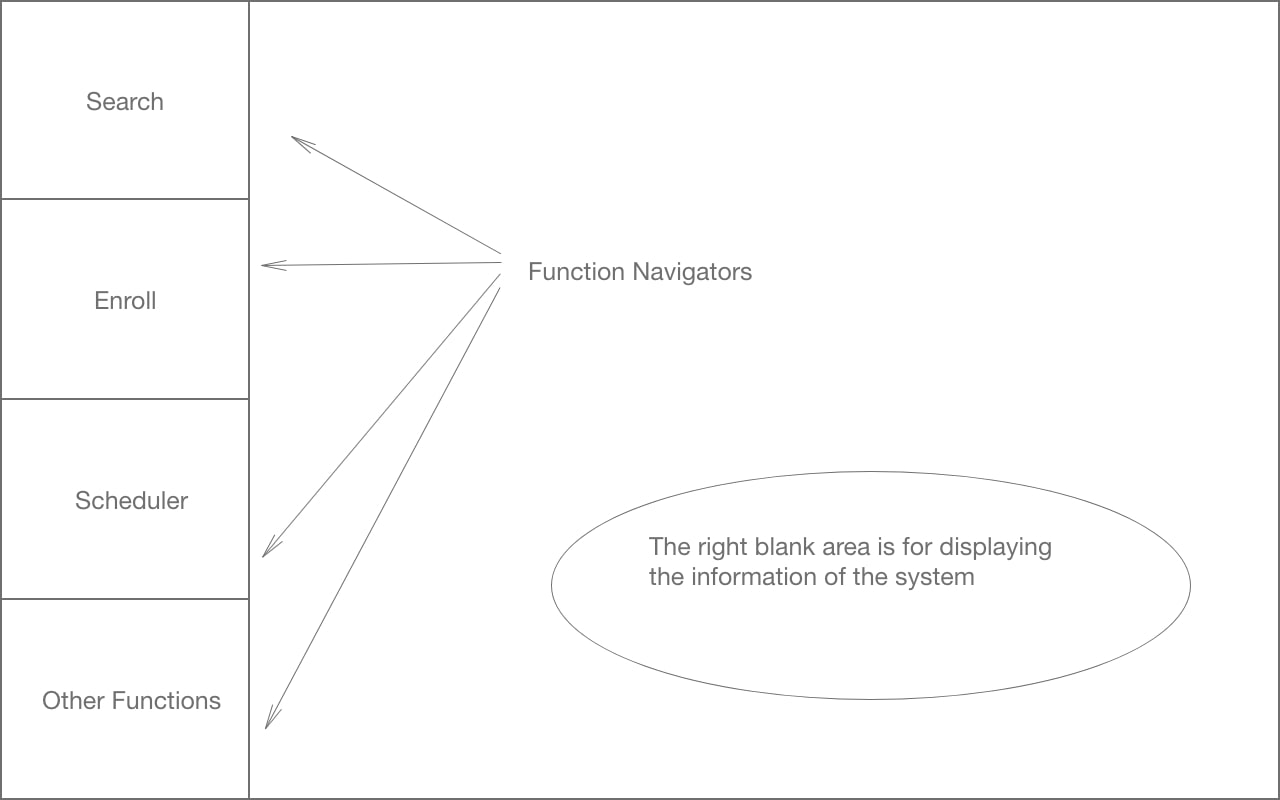 Search
Enroll
Scheduler
Other Functions
Function Navigators
The right blank area is for displaying
the information of the system